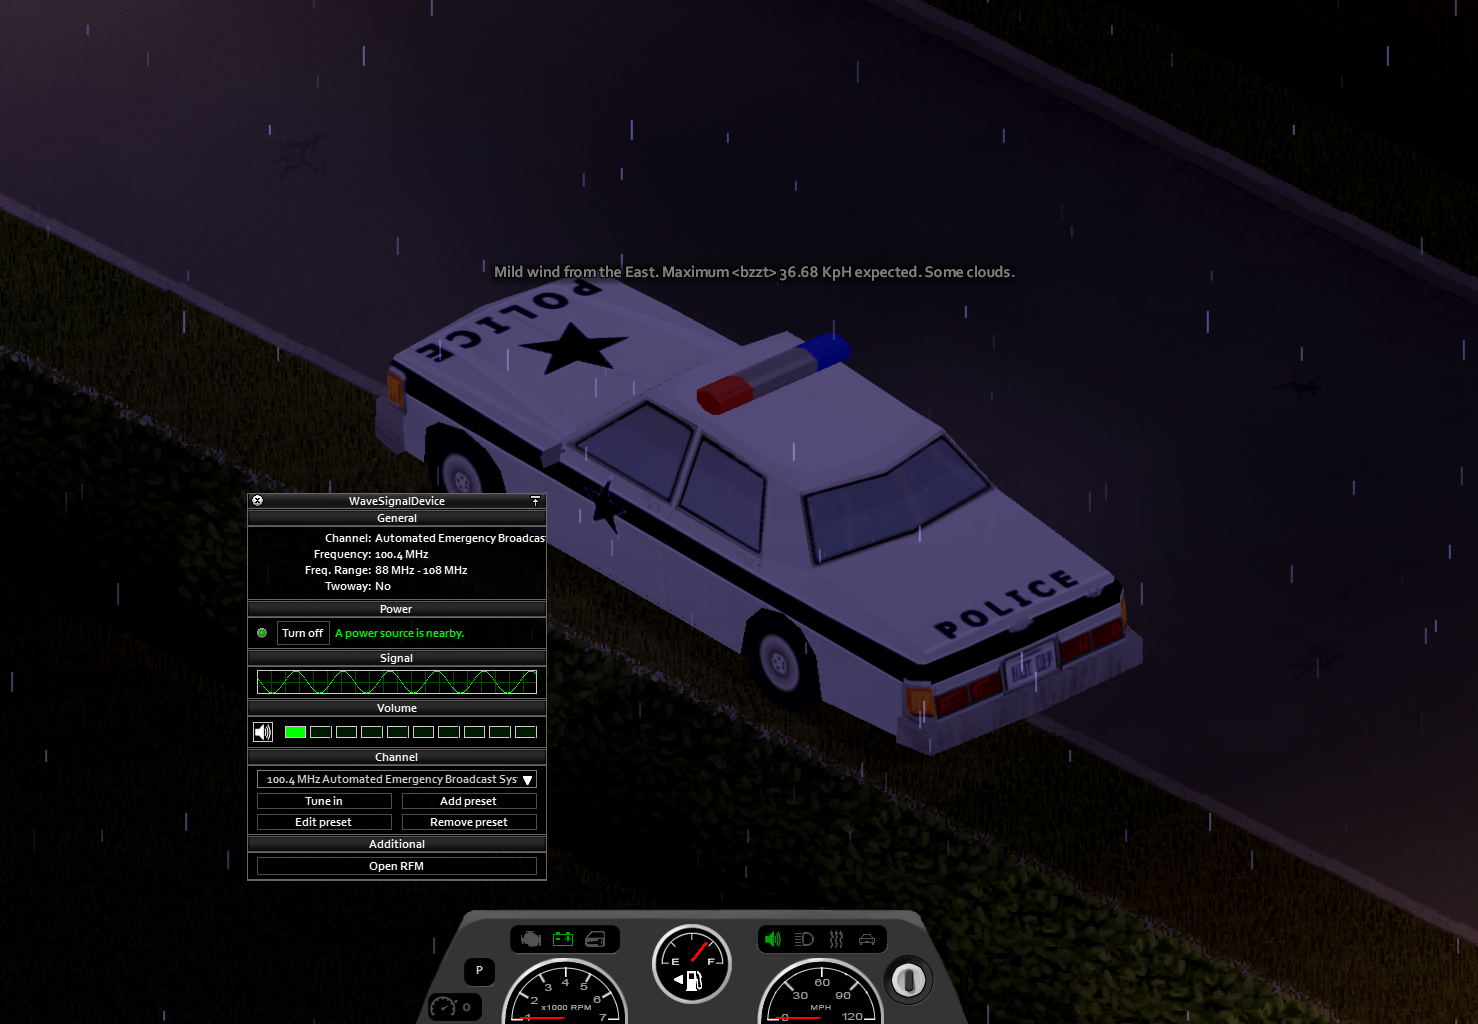 Mild wind from the East. Maximum <bzzt> 36.68 KpH expected. Some clouds.
POLICE
POLICE
WaveSignalDevice
General
Channel: Automated Emergency Broadcas
Frequency: 100.4 MHz
Freq. Range: 88 MHz - 108 MHz
Twoway: No
Power
Turn off A power source is nearby.
Signal
Volume
Channel
100.4 MHz Automated Emergency Broadcast Sys
Tune in Add preset
Edit preset Remove preset
Additional
Open RFM
P
0
1 2 3 4 5 6 7
x1000 RPM
E F
0 30 60 90 120
MPH